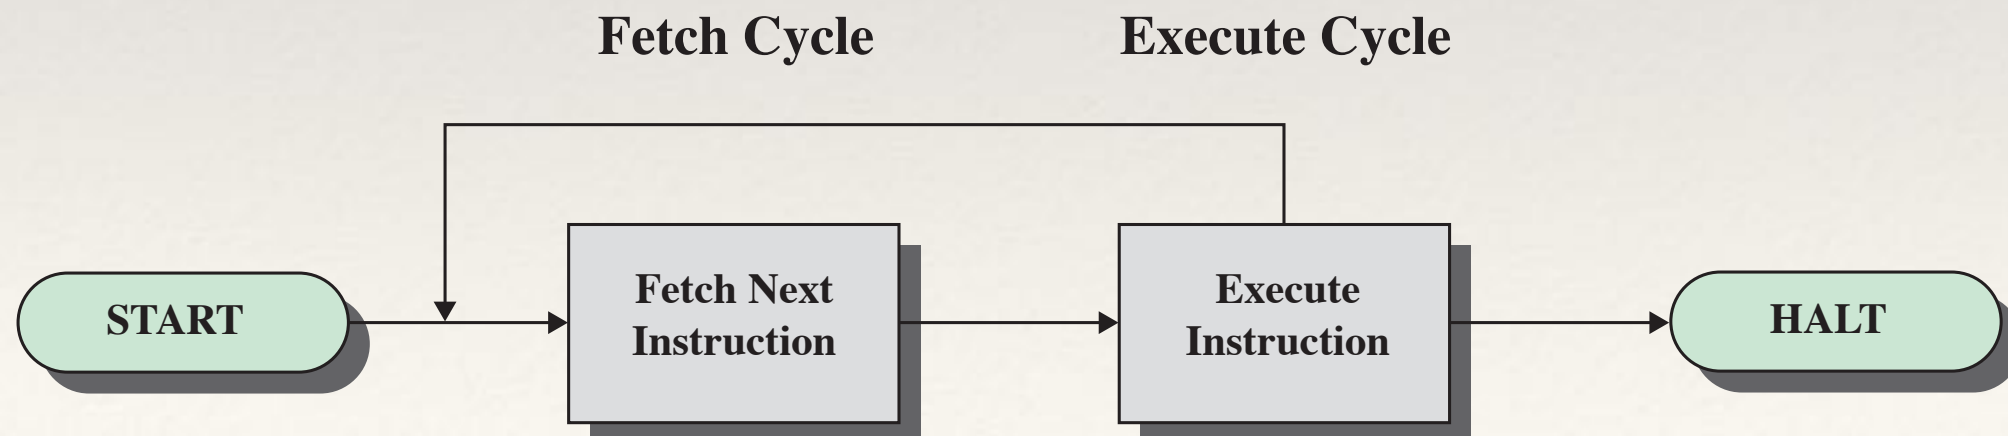 Fetch Cycle
Execute Cycle
START
Fetch Next
Instruction
Execute
Instruction
HALT